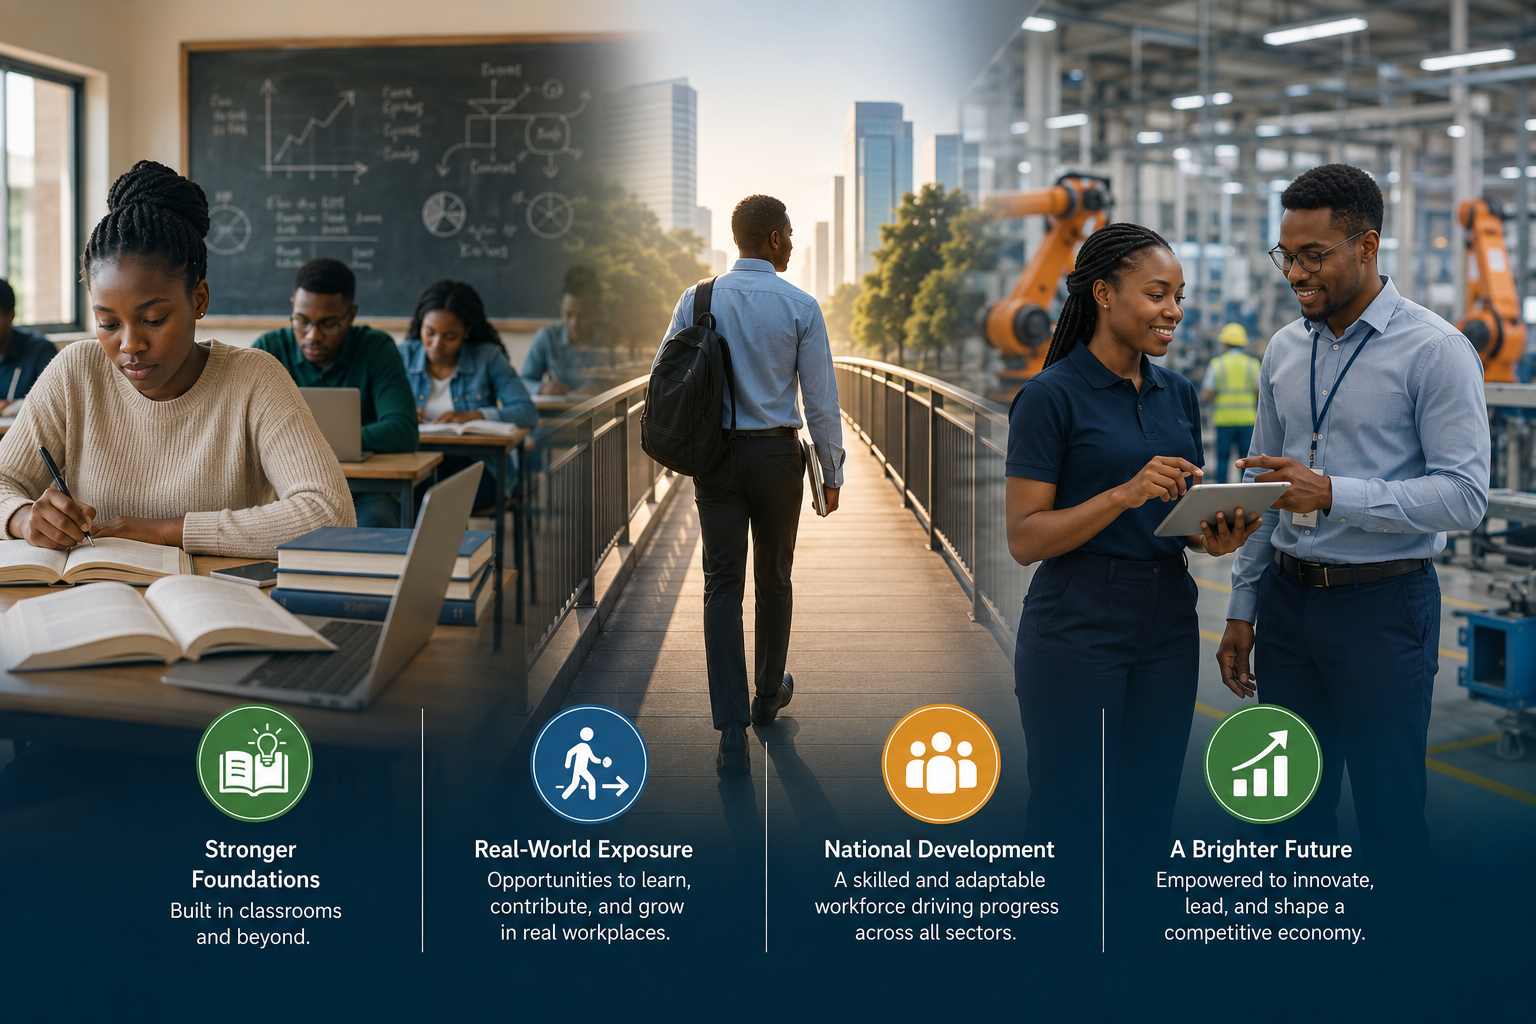 Stronger
Foundations
Built in classrooms
and beyond.
Real-World Exposure
Opportunities to learn,
contribute, and grow
in real workplaces.
National Development
A skilled and adaptable
workforce driving progress
across all sectors.
A Brighter Future
Empowered to innovate,
lead, and shape a
competitive economy.